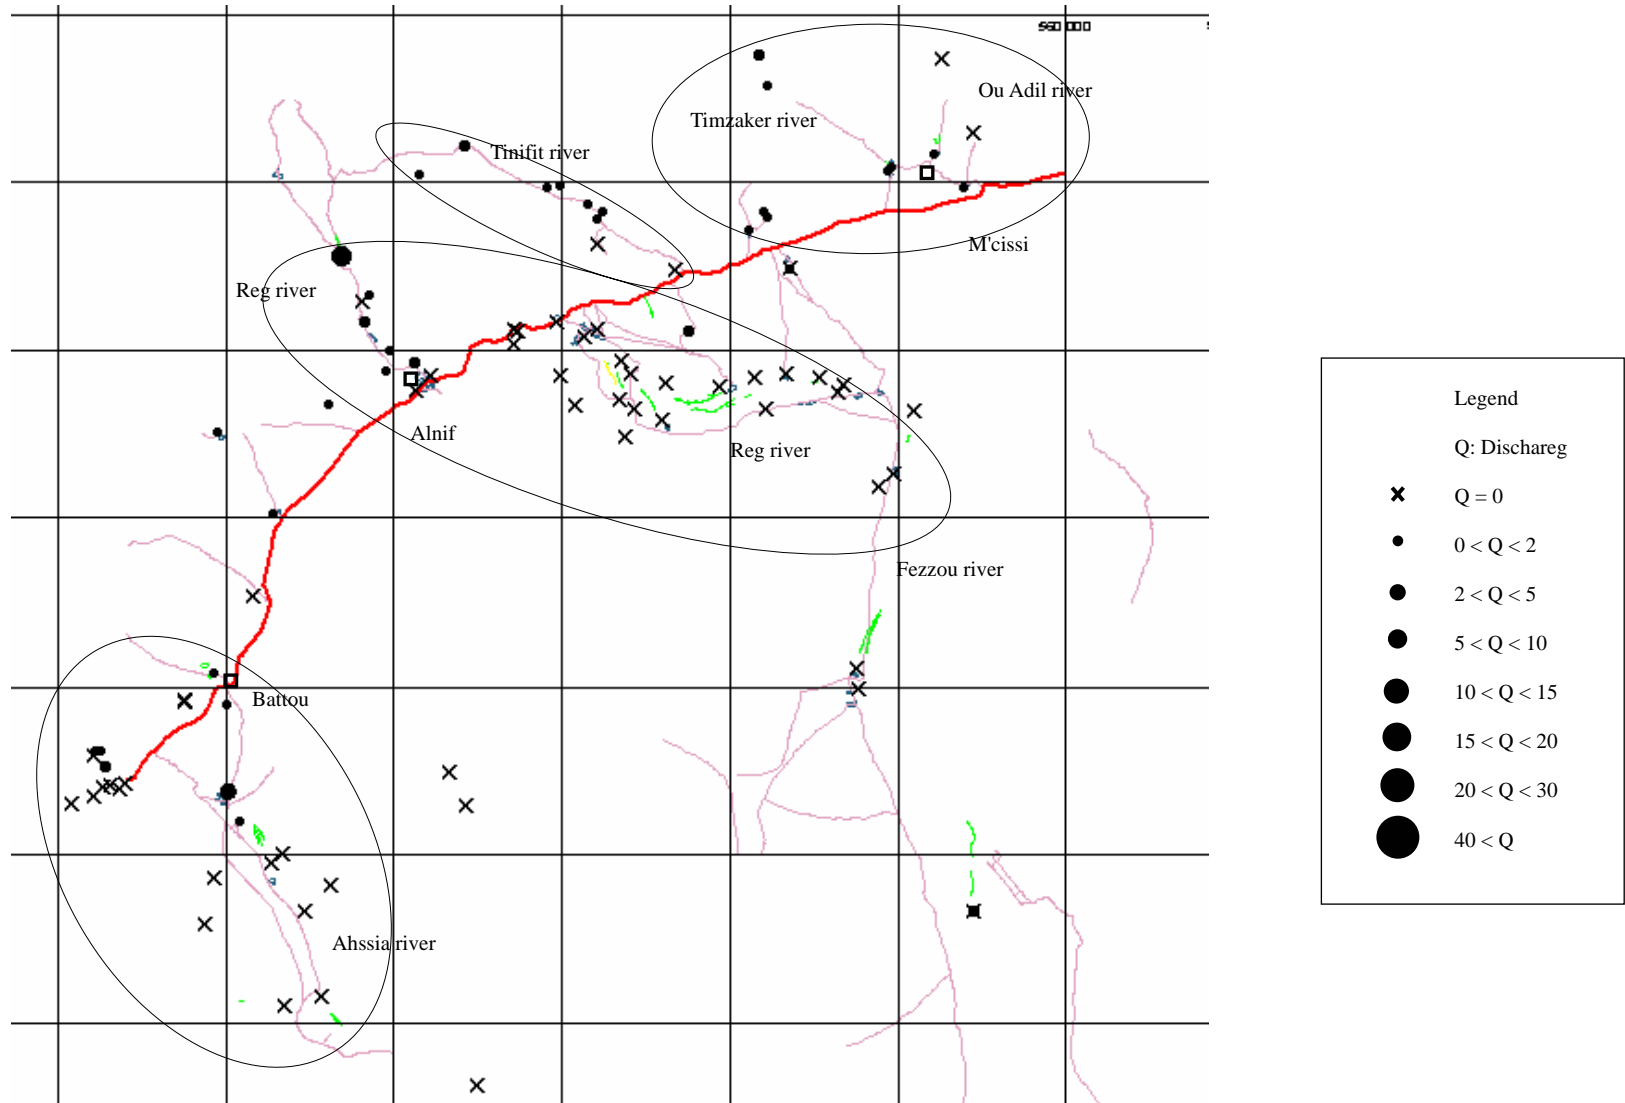 560 000
Ou Adil river
Timzaker river
Tinifit river
M'cissi
Reg river
Alnif
Reg river
Fezzou river
Battou
Ahssia river
Legend
Q: Dischareg
Q = 0
0 < Q < 2
2 < Q < 5
5 < Q < 10
10 < Q < 15
15 < Q < 20
20 < Q < 30
40 < Q